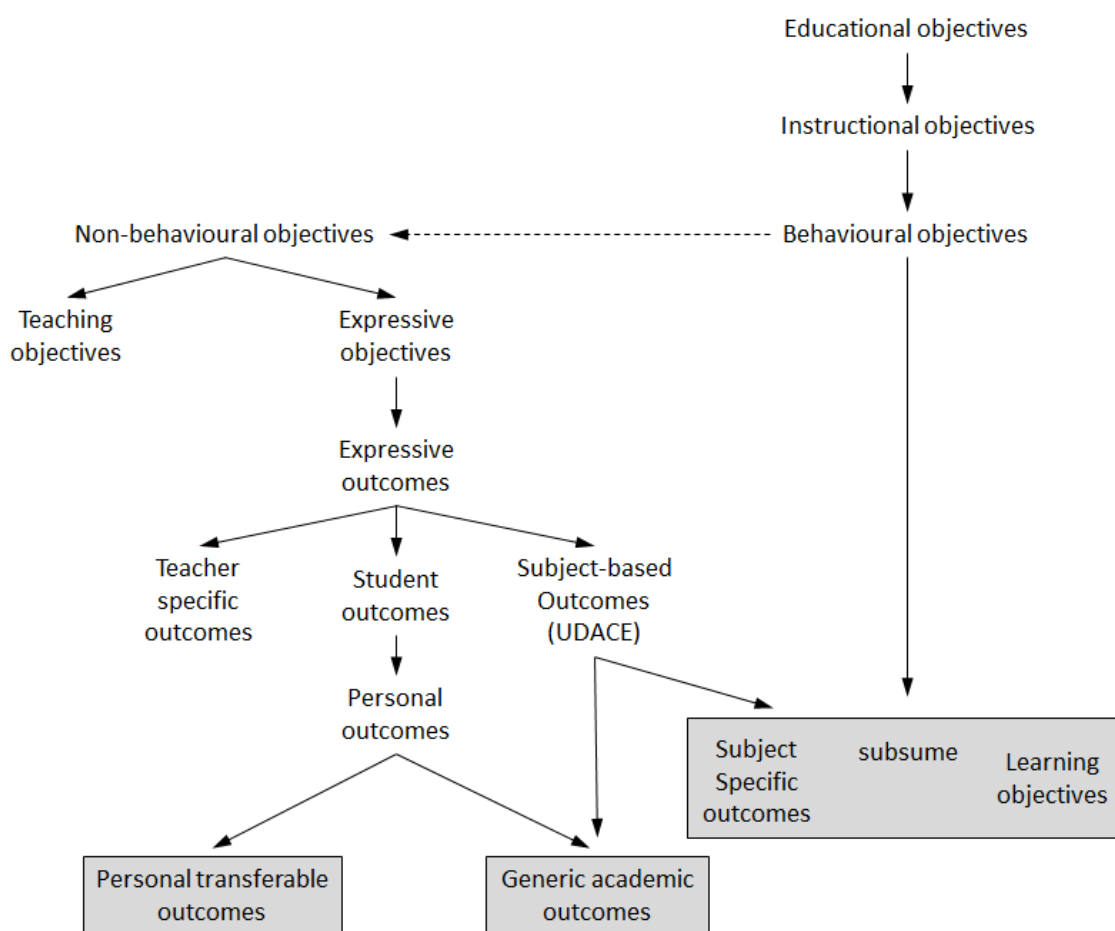 Educational objectives
Instructional objectives
Non-behavioural objectives
Behavioural objectives
Teaching
objectives
Expressive
objectives
Expressive
outcomes
Teacher
specific
outcomes
Student
outcomes
Subject-based
Outcomes
(UDACE)
Personal
outcomes
Subject
Specific
outcomes
subsume
Learning
objectives
Personal transferable
outcomes
Generic academic
outcomes